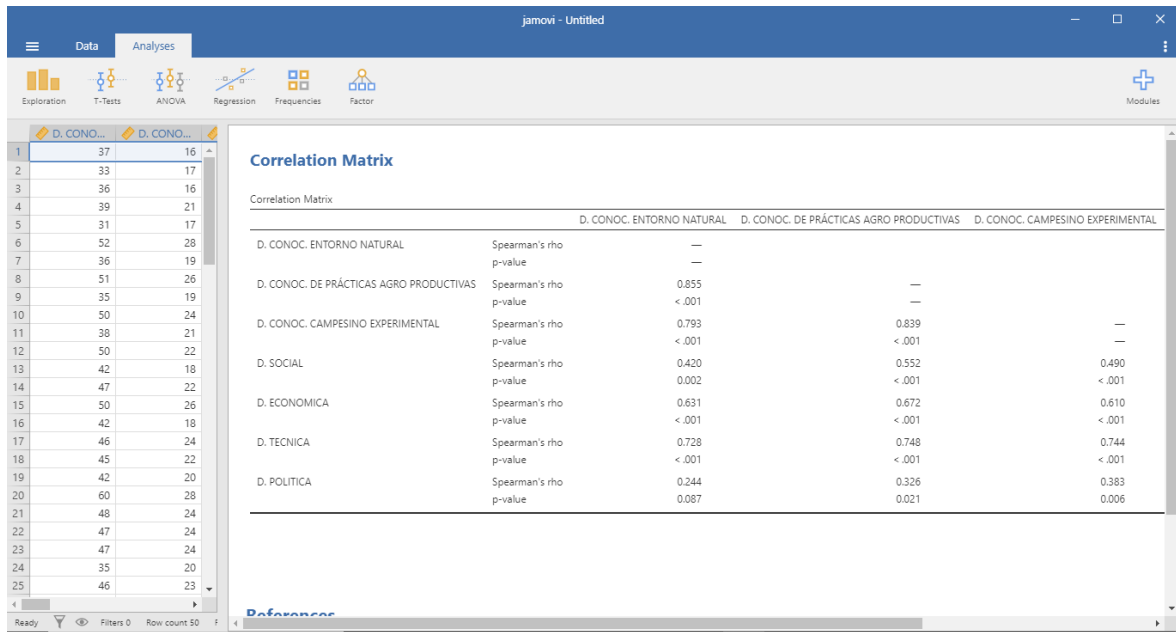 jamovi - Untitled
Data Analyses
Exploration T-Tests ANOVA Regression Frequencies Factor Modules
D. CONO... D. CONO...
1 37 16
2 33 17
3 36 16
4 39 21
5 31 17
6 52 28
7 36 19
8 51 26
9 35 19
10 50 24
11 38 21
12 50 22
13 42 18
14 47 22
15 50 26
16 42 18
17 46 24
18 45 22
19 42 20
20 60 28
21 48 24
22 47 24
23 47 24
24 35 20
25 46 23
Ready Filters 0 Row count 50 F
Correlation Matrix
Correlation Matrix
D. CONOC. ENTORNO NATURAL D. CONOC. DE PRÁCTICAS AGRO PRODUCTIVAS D. CONOC. CAMPESINO EXPERIMENTAL
D. CONOC. ENTORNO NATURAL Spearman's rho —
p-value —
D. CONOC. DE PRÁCTICAS AGRO PRODUCTIVAS Spearman's rho 0.855 —
p-value < .001 —
D. CONOC. CAMPESINO EXPERIMENTAL Spearman's rho 0.793 0.839 —
p-value < .001 < .001 —
D. SOCIAL Spearman's rho 0.420 0.552 0.490
p-value 0.002 < .001 < .001
D. ECONOMICA Spearman's rho 0.631 0.672 0.610
p-value < .001 < .001 < .001
D. TECNICA Spearman's rho 0.728 0.748 0.744
p-value < .001 < .001 < .001
D. POLITICA Spearman's rho 0.244 0.326 0.383
p-value 0.087 0.021 0.006
References